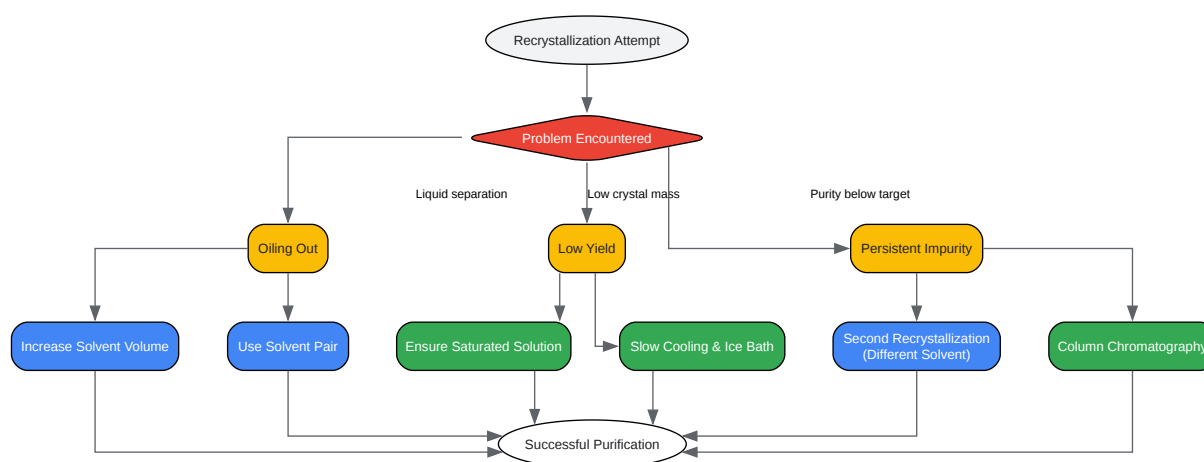 Recrystallization Attempt
Problem Encountered
Liquid separation
Low crystal mass
Purity below target
Oiling Out
Low Yield
Persistent Impurity
Increase Solvent Volume
Use Solvent Pair
Ensure Saturated Solution
Slow Cooling & Ice Bath
Second Recrystallization
(Different Solvent)
Column Chromatography
Successful Purification